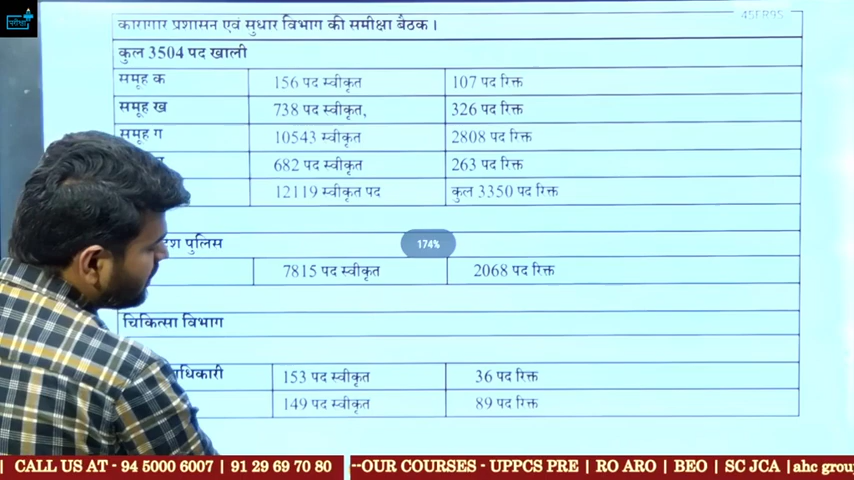 परीक्षा
45FR9S
कारागार प्रशासन एवं सुधार विभाग की समीक्षा बैठक।
कुल 3504 पद खाली
समूह क 156 पद स्वीकृत 107 पद रिक्त
समूह ख 738 पद स्वीकृत, 326 पद रिक्त
समूह ग 10543 स्वीकृत 2808 पद रिक्त
682 पद स्वीकृत 263 पद रिक्त
12119 स्वीकृत पद कुल 3350 पद रिक्त
174%
पुलिस
7815 पद स्वीकृत 2068 पद रिक्त
चिकित्सा विभाग
धिकारी 153 पद स्वीकृत 36 पद रिक्त
149 पद स्वीकृत 89 पद रिक्त
CALL US AT - 94 5000 6007 | 91 29 69 70 80 --OUR COURSES - UPPCS PRE | RO ARO | BEO | SC JCA | ahc group